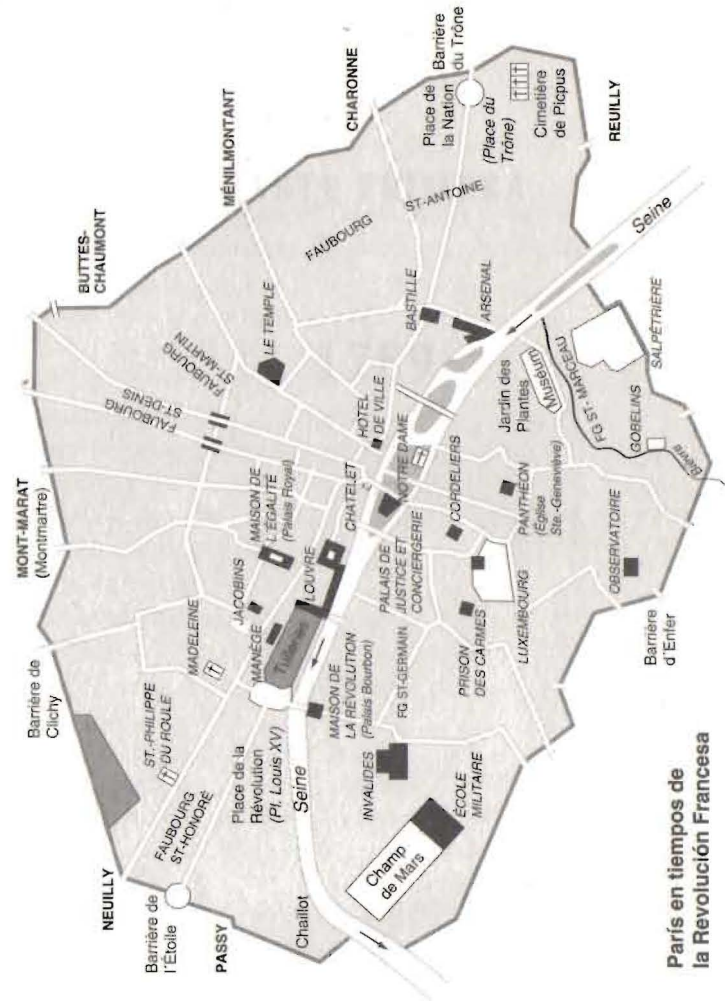 París en tiempos de
la Revolución Francesa
BUTTES-
CHAUMONT
MÉNILMONTANT
CHARONNE
Barrière
du Trône
Place de
la Nation
(Place du
Trône)
Cimetière
de Picpus
REUILLY
MONT-MARAT
(Montmartre)
Barrière de
Clichy
NEUILLY
Barrière de
l'Étoile
PASSY
Chaillot
FAUBOURG
ST-HONORÉ
ST.-PHILIPPE
DU ROULE
MADELEINE
Place de la
Révolution
(Pl. Louis XV)
Seine
JACOBINS
MANÈGE
Tuileries
LOUVRE
MAISON DE
L'ÉGALITÉ
(Palais Royal)
FAUBOURG
ST-DENIS
FAUBOURG
ST-MARTIN
LE TEMPLE
FAUBOURG
ST-ANTOINE
CHATELET
HOTEL
DE VILLE
BASTILLE
ARSENAL
Seine
NOTRE DAME
PALAIS DE
JUSTICE ET
CONCIERGERIE
CORDELIERS
MAISON DE
LA RÉVOLUTION
(Palais Bourbon)
FG. ST-GERMAIN
INVALIDES
ÉCOLE
MILITAIRE
Champ
de Mars
PRISON
DES CARMES
LUXEMBOURG
PANTHÉON
(Église
Ste.-Geneviève)
OBSERVATOIRE
Barrière
d'Enfer
Jardin des
Plantes
Muséum
FG ST-MARCEAU
GOBELINS
Bièvre
SALPÉTRIÈRE